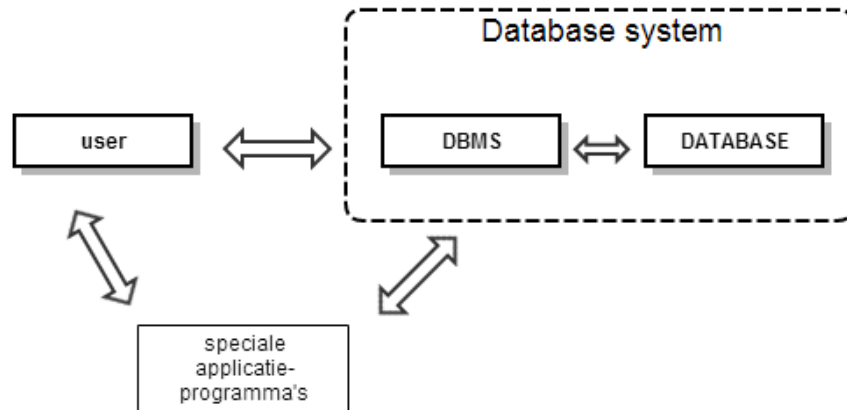 Database system
user
DBMS
DATABASE
speciale
applicatie-
programma's